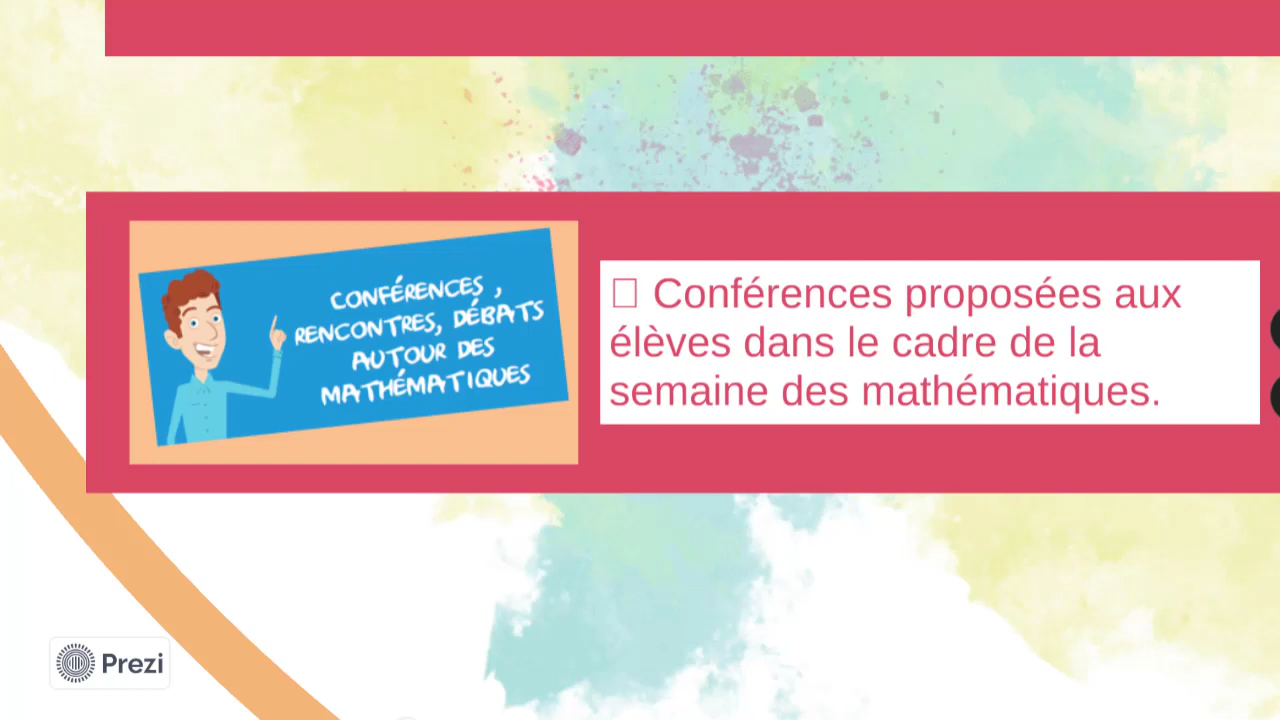 CONFÉRENCES ,
RENCONTRES, DÉBATS
AUTOUR DES
MATHÉMATIQUES
Conférences proposées aux
élèves dans le cadre de la
semaine des mathématiques.
Prezi